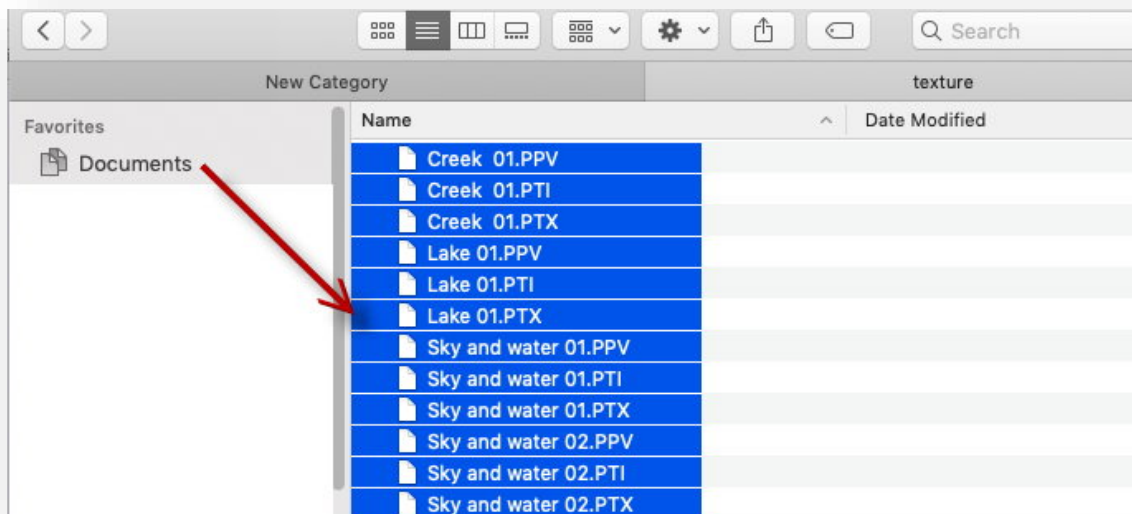 Search
New Category
texture
Favorites
Documents
Name
Date Modified
Creek  01.PPV
Creek  01.PTI
Creek  01.PTX
Lake 01.PPV
Lake 01.PTI
Lake 01.PTX
Sky and water 01.PPV
Sky and water 01.PTI
Sky and water 01.PTX
Sky and water 02.PPV
Sky and water 02.PTI
Sky and water 02.PTX